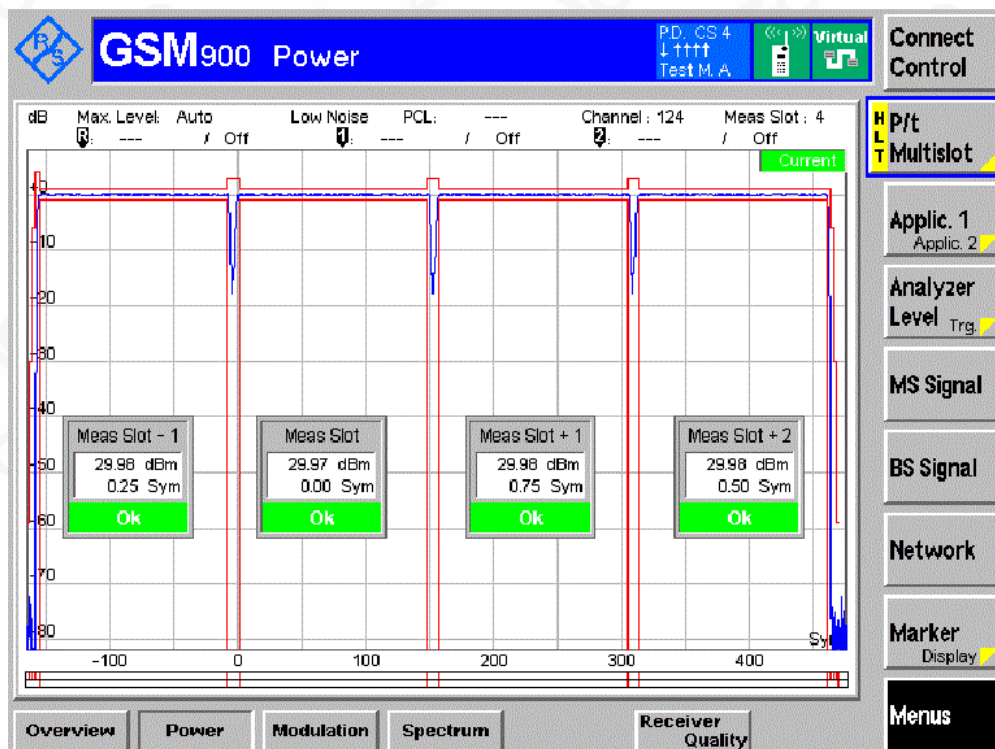 R/S
GSM900 Power
P.D. CS 4
↓↑↑↑↑
Test M. A
Virtual
Connect
Control
dB Max. Level: Auto Low Noise PCL: --- Channel : 124 Meas Slot : 4
R: --- / Off 1: --- / Off 2: --- / Off
H
L
T
P/t
Multislot
Current
+0
-10
-20
-30
-40
-50
-60
-70
-80
Applic. 1
Applic. 2
Analyzer
Level Trg.
MS Signal
Meas Slot - 1
29.98 dBm
0.25 Sym
Ok
Meas Slot
29.97 dBm
0.00 Sym
Ok
Meas Slot + 1
29.98 dBm
0.75 Sym
Ok
Meas Slot + 2
29.98 dBm
0.50 Sym
Ok
BS Signal
Network
Marker
Display
-100 0 100 200 300 400
Menus
Overview Power Modulation Spectrum Receiver
Quality